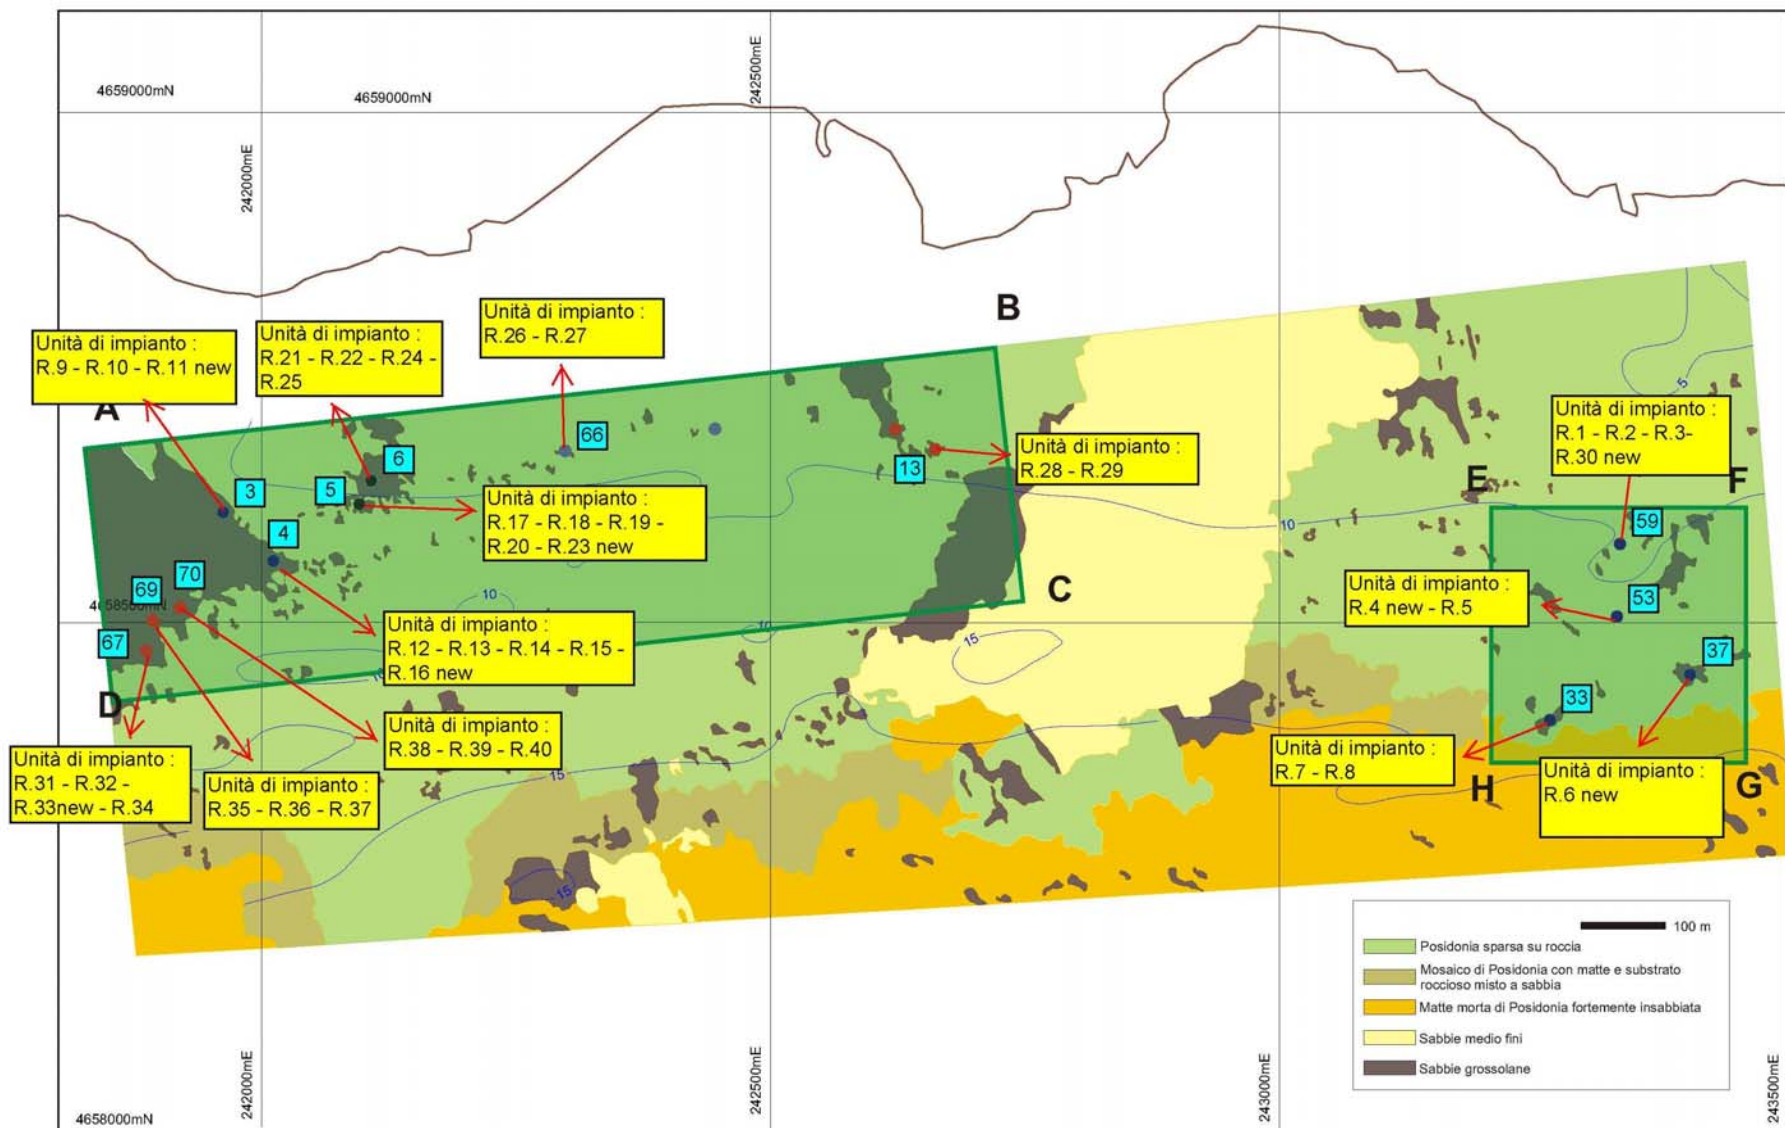 4659000mN
4659000mN
242500mE
242000mE
B
Unità di impianto :
R.26 - R.27
Unità di impianto :
R.21 - R.22 - R.24 -
R.25
Unità di impianto :
R.9 - R.10 - R.11 new
A
5
Unità di impianto :
R.1 - R.2 - R.3-
R.30 new
66
6
13
Unità di impianto :
R.28 - R.29
3
5
E
F
Unità di impianto :
R.17 - R.18 - R.19 -
R.20 - R.23 new
10
4
59
69
70
4658500mN
10
C
Unità di impianto :
R.4 new - R.5
53
67
Unità di impianto :
R.12 - R.13 - R.14 - R.15 -
R.16 new
10
15
37
10
D
33
Unità di impianto :
R.38 - R.39 - R.40
Unità di impianto :
R.7 - R.8
Unità di impianto :
R.31 - R.32 -
R.33new - R.34
Unità di impianto :
R.35 - R.36 - R.37
15
H
Unità di impianto :
R.6 new
G
15
100 m
Posidonia sparsa su roccia
Mosaico di Posidonia con matte e substrato
roccioso misto a sabbia
Matte morta di Posidonia fortemente insabbiata
Sabbie medio fini
Sabbie grossolane
4658000mN
242000mE
242500mE
243000mE
243500mE